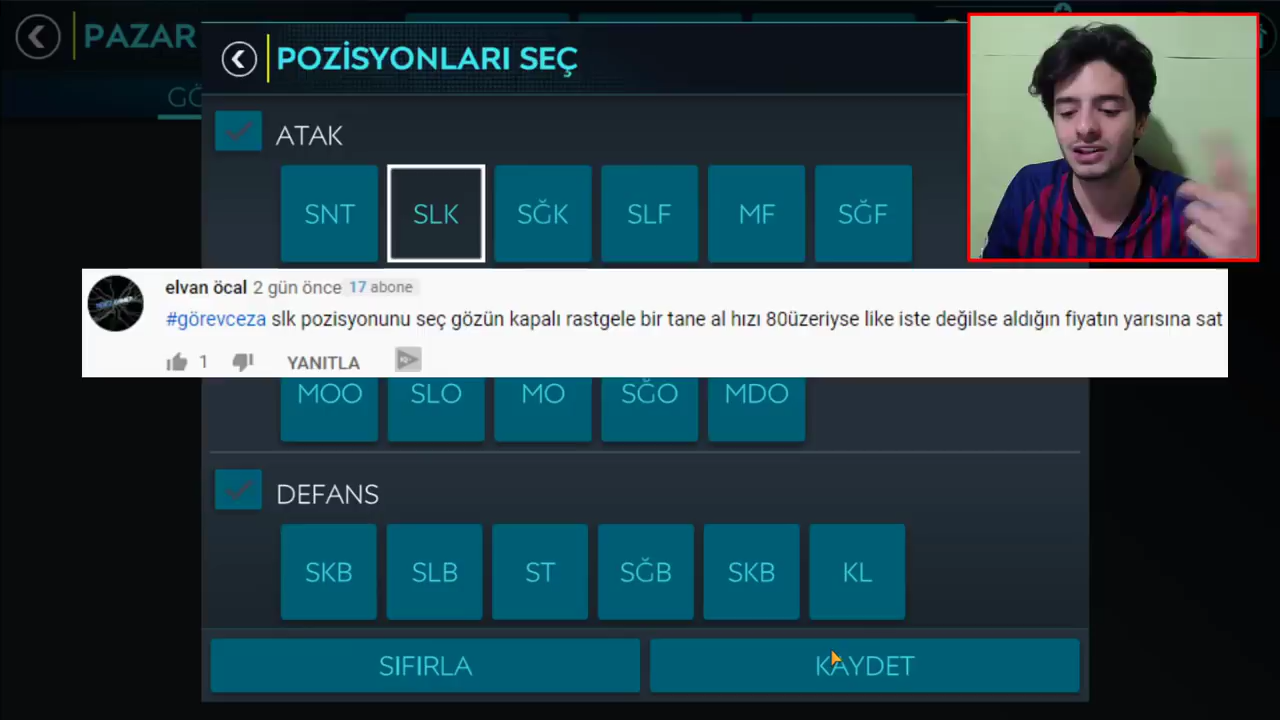 PAZAR
POZİSYONLARI SEÇ
GÖ
ATAK
SNT SLK SĞK SLF MF SĞF
elvan öcal 2 gün önce 17 abone
#görevceza slk pozisyonunu seç gözün kapalı rastgele bir tane al hızı 80üzeriyse like iste değilse aldığın fiyatın yarısına sat
1 YANITLA
MOO SLO MO SĞO MDO
DEFANS
SKB SLB ST SĞB SKB KL
SIFIRLA KAYDET